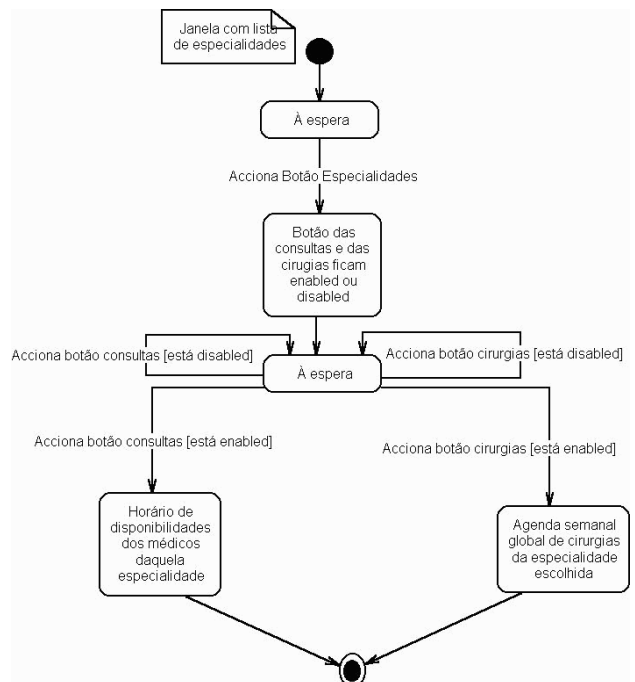 Janela com lista
de especialidades
À espera
Acciona Botão Especialidades
Botão das
consultas e das
cirugias ficam
enabled ou
disabled
Acciona botão consultas [está disabled]
Acciona botão cirurgias [está disabled]
À espera
Acciona botão consultas [está enabled]
Acciona botão cirurgias [está enabled]
Horário de
disponibilidades
dos médicos
daquela
especialidade
Agenda semanal
global de cirurgias
da especialidade
escolhida